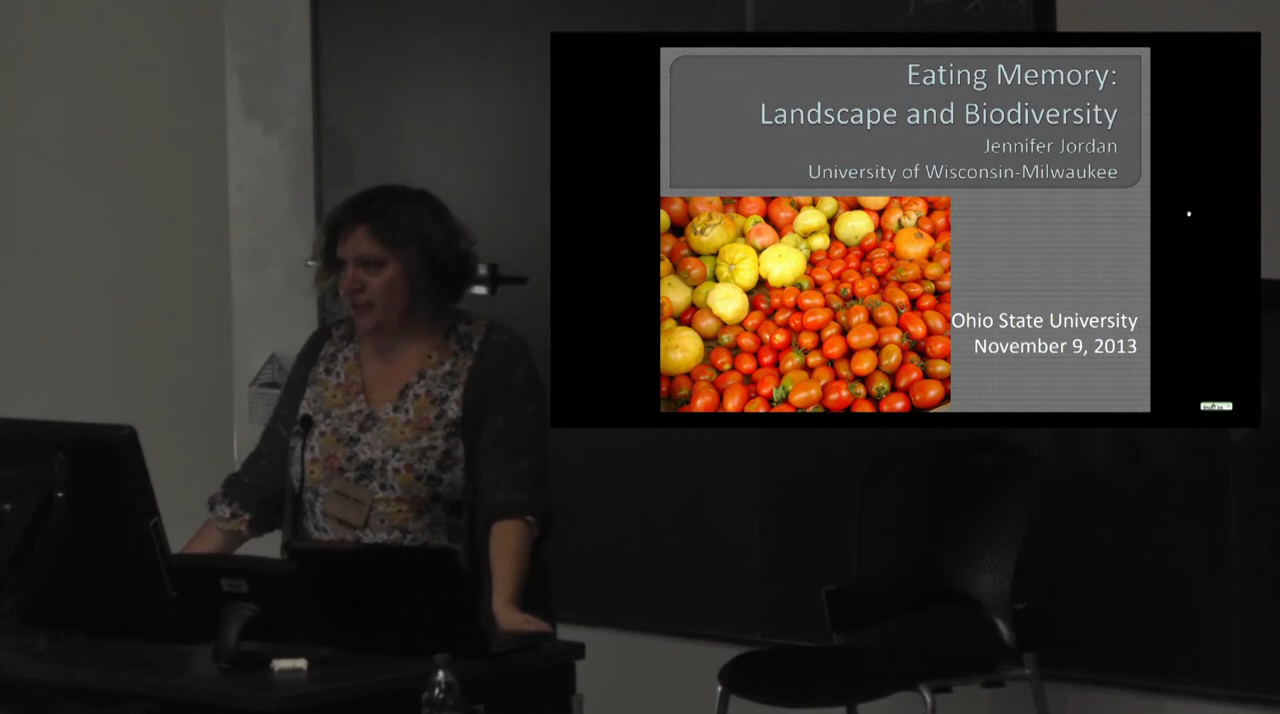 Eating Memory:
Landscape and Biodiversity
Jennifer Jordan
University of Wisconsin-Milwaukee
Ohio State University
November 9, 2013